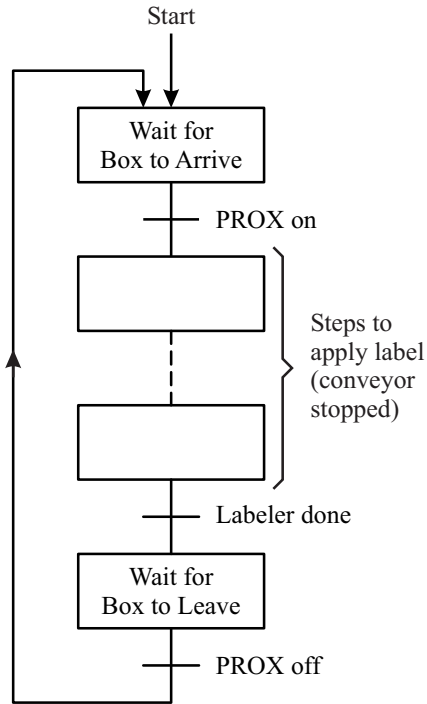 Start
Wait for
Box to Arrive
PROX on
Steps to
apply label
(conveyor
stopped)
Labeler done
Wait for
Box to Leave
PROX off